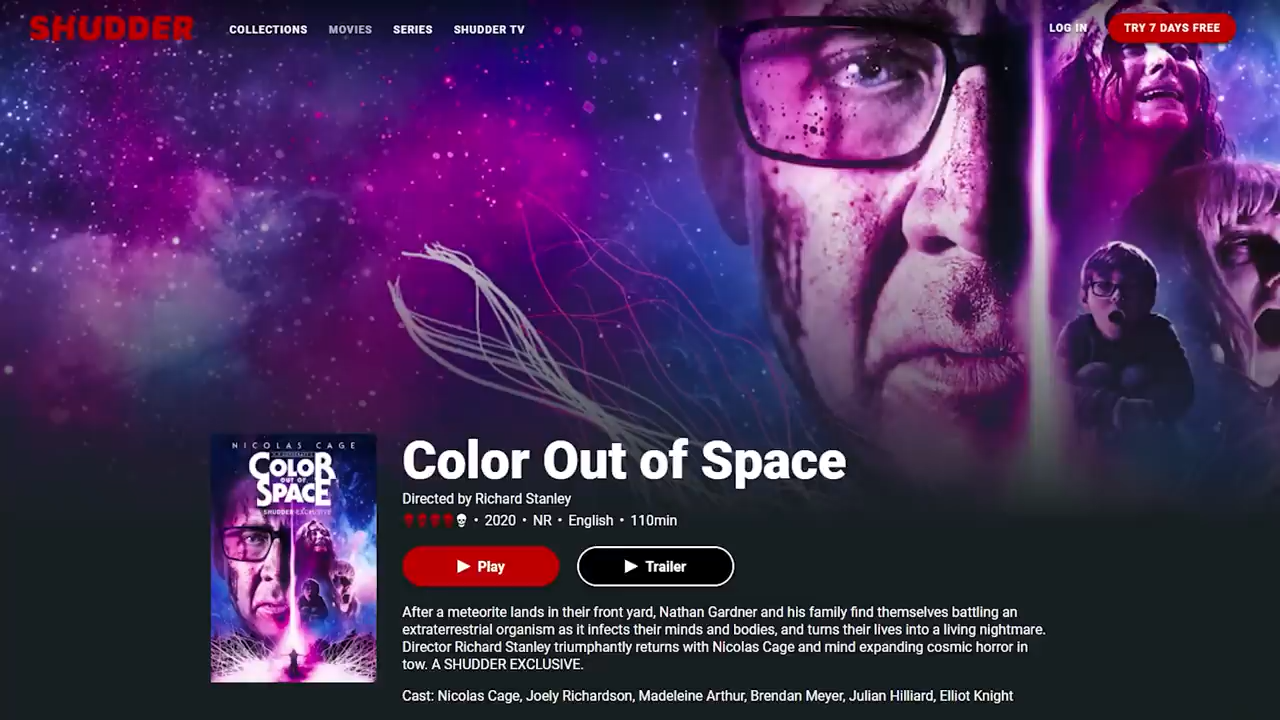 SHUDDER
COLLECTIONS
MOVIES
SERIES
SHUDDER TV
LOG IN
TRY 7 DAYS FREE
NICOLAS CAGE
COLOR
OUT OF
SPACE
A SHUDDER EXCLUSIVE
Color Out of Space
Directed by Richard Stanley
• 2020 • NR • English • 110min
Play
Trailer
After a meteorite lands in their front yard, Nathan Gardner and his family find themselves battling an
extraterrestrial organism as it infects their minds and bodies, and turns their lives into a living nightmare.
Director Richard Stanley triumphantly returns with Nicolas Cage and mind expanding cosmic horror in
tow. A SHUDDER EXCLUSIVE.
Cast: Nicolas Cage, Joely Richardson, Madeleine Arthur, Brendan Meyer, Julian Hilliard, Elliot Knight